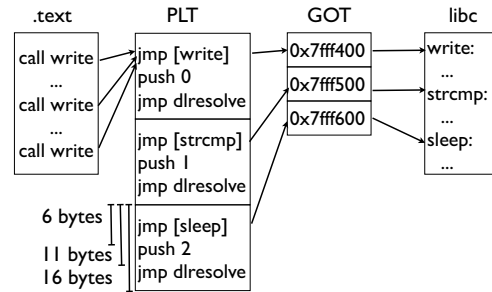 .text
PLT
GOT
libc
call write
...
call write
...
call write
jmp [write]
push 0
jmp dlresolve
jmp [strcmp]
push 1
jmp dlresolve
jmp [sleep]
push 2
jmp dlresolve
0x7fff400
0x7fff500
0x7fff600
write:
...
strcmp:
...
sleep:
...
6 bytes
11 bytes
16 bytes